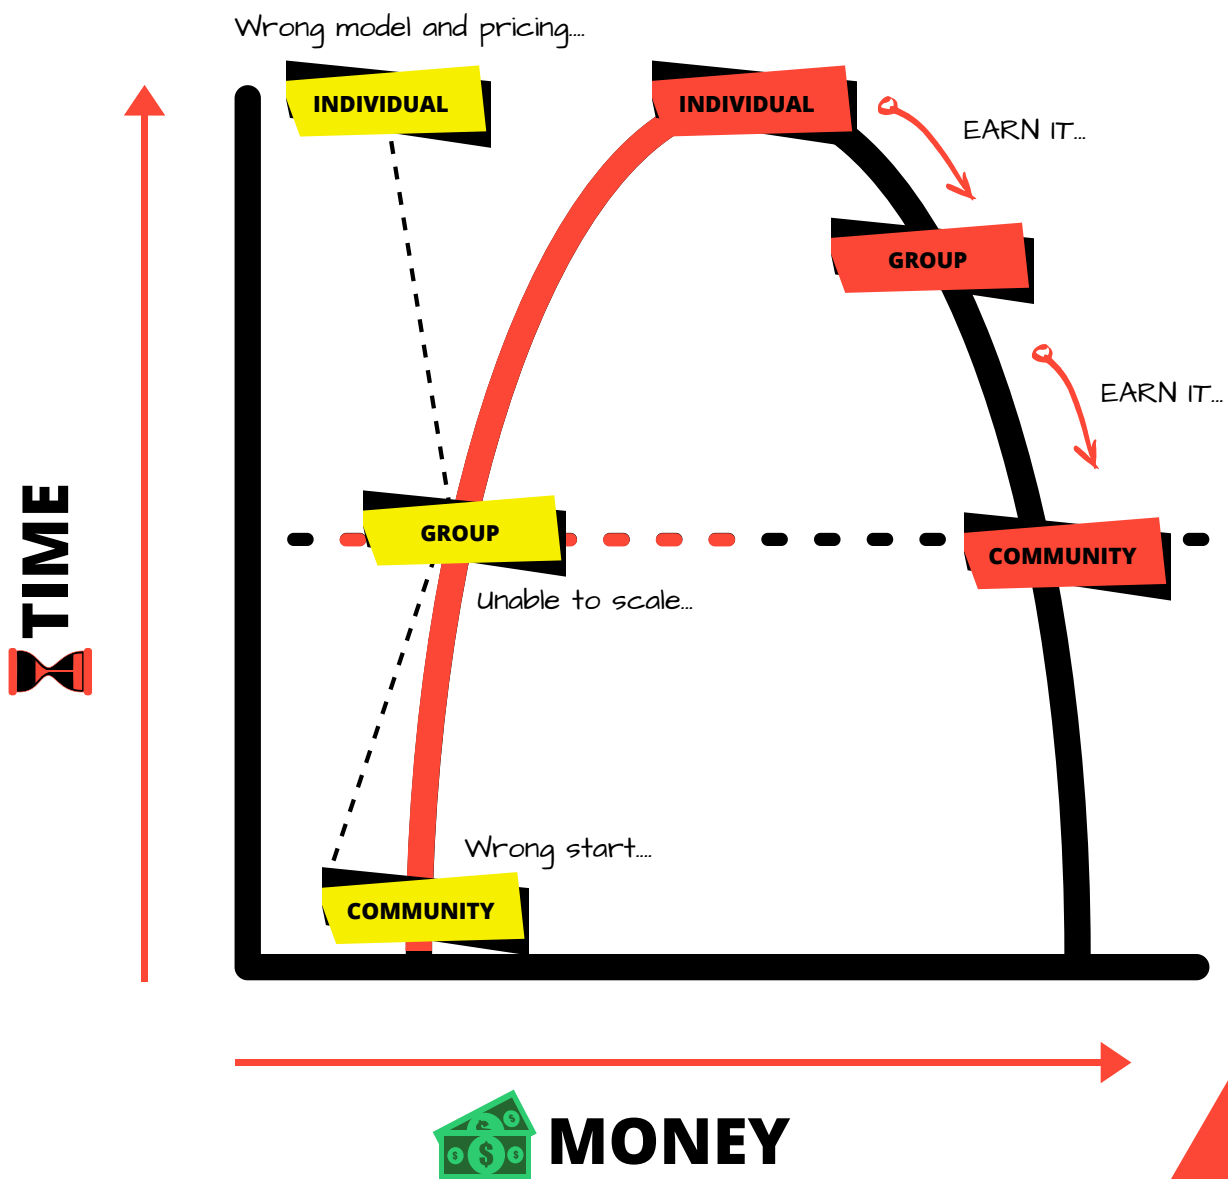 Wrong model and pricing....
INDIVIDUAL
INDIVIDUAL
EARN IT...
GROUP
EARN IT...
GROUP
COMMUNITY
Unable to scale...
TIME
Wrong start....
COMMUNITY
MONEY